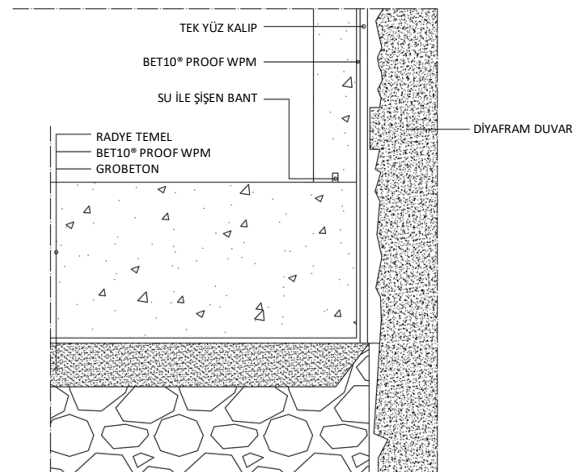 TEK YÜZ KALIP
BET10® PROOF WPM
SU İLE ŞİŞEN BANT
DİYAFRAM DUVAR
RADYE TEMEL
BET10® PROOF WPM
GROBETON